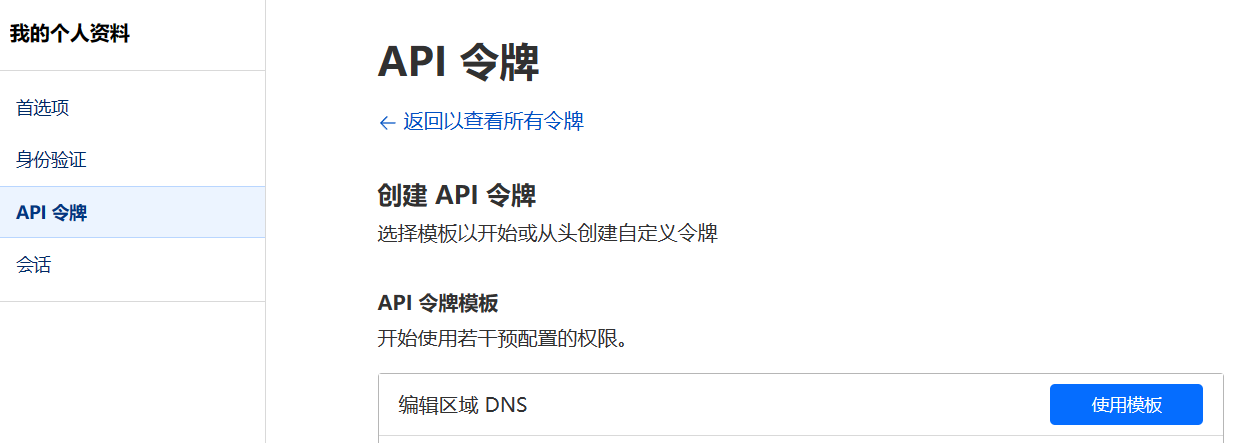 我的个人资料
首选项
身份验证
API 令牌
会话
API 令牌
← 返回以查看所有令牌
创建 API 令牌
选择模板以开始或从头创建自定义令牌
API 令牌模板
开始使用若干预配置的权限。
编辑区域 DNS
使用模板